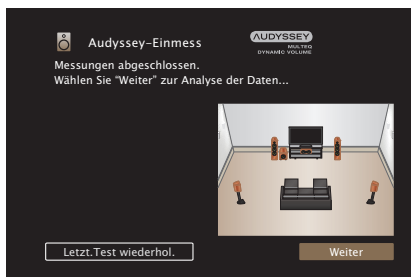 Audyssey-Einmess
AUDYSSEY
MULTEQ
DYNAMIC VOLUME
Messungen abgeschlossen.
Wählen Sie “Weiter” zur Analyse der Daten...
Letzt.Test wiederhol.
Weiter